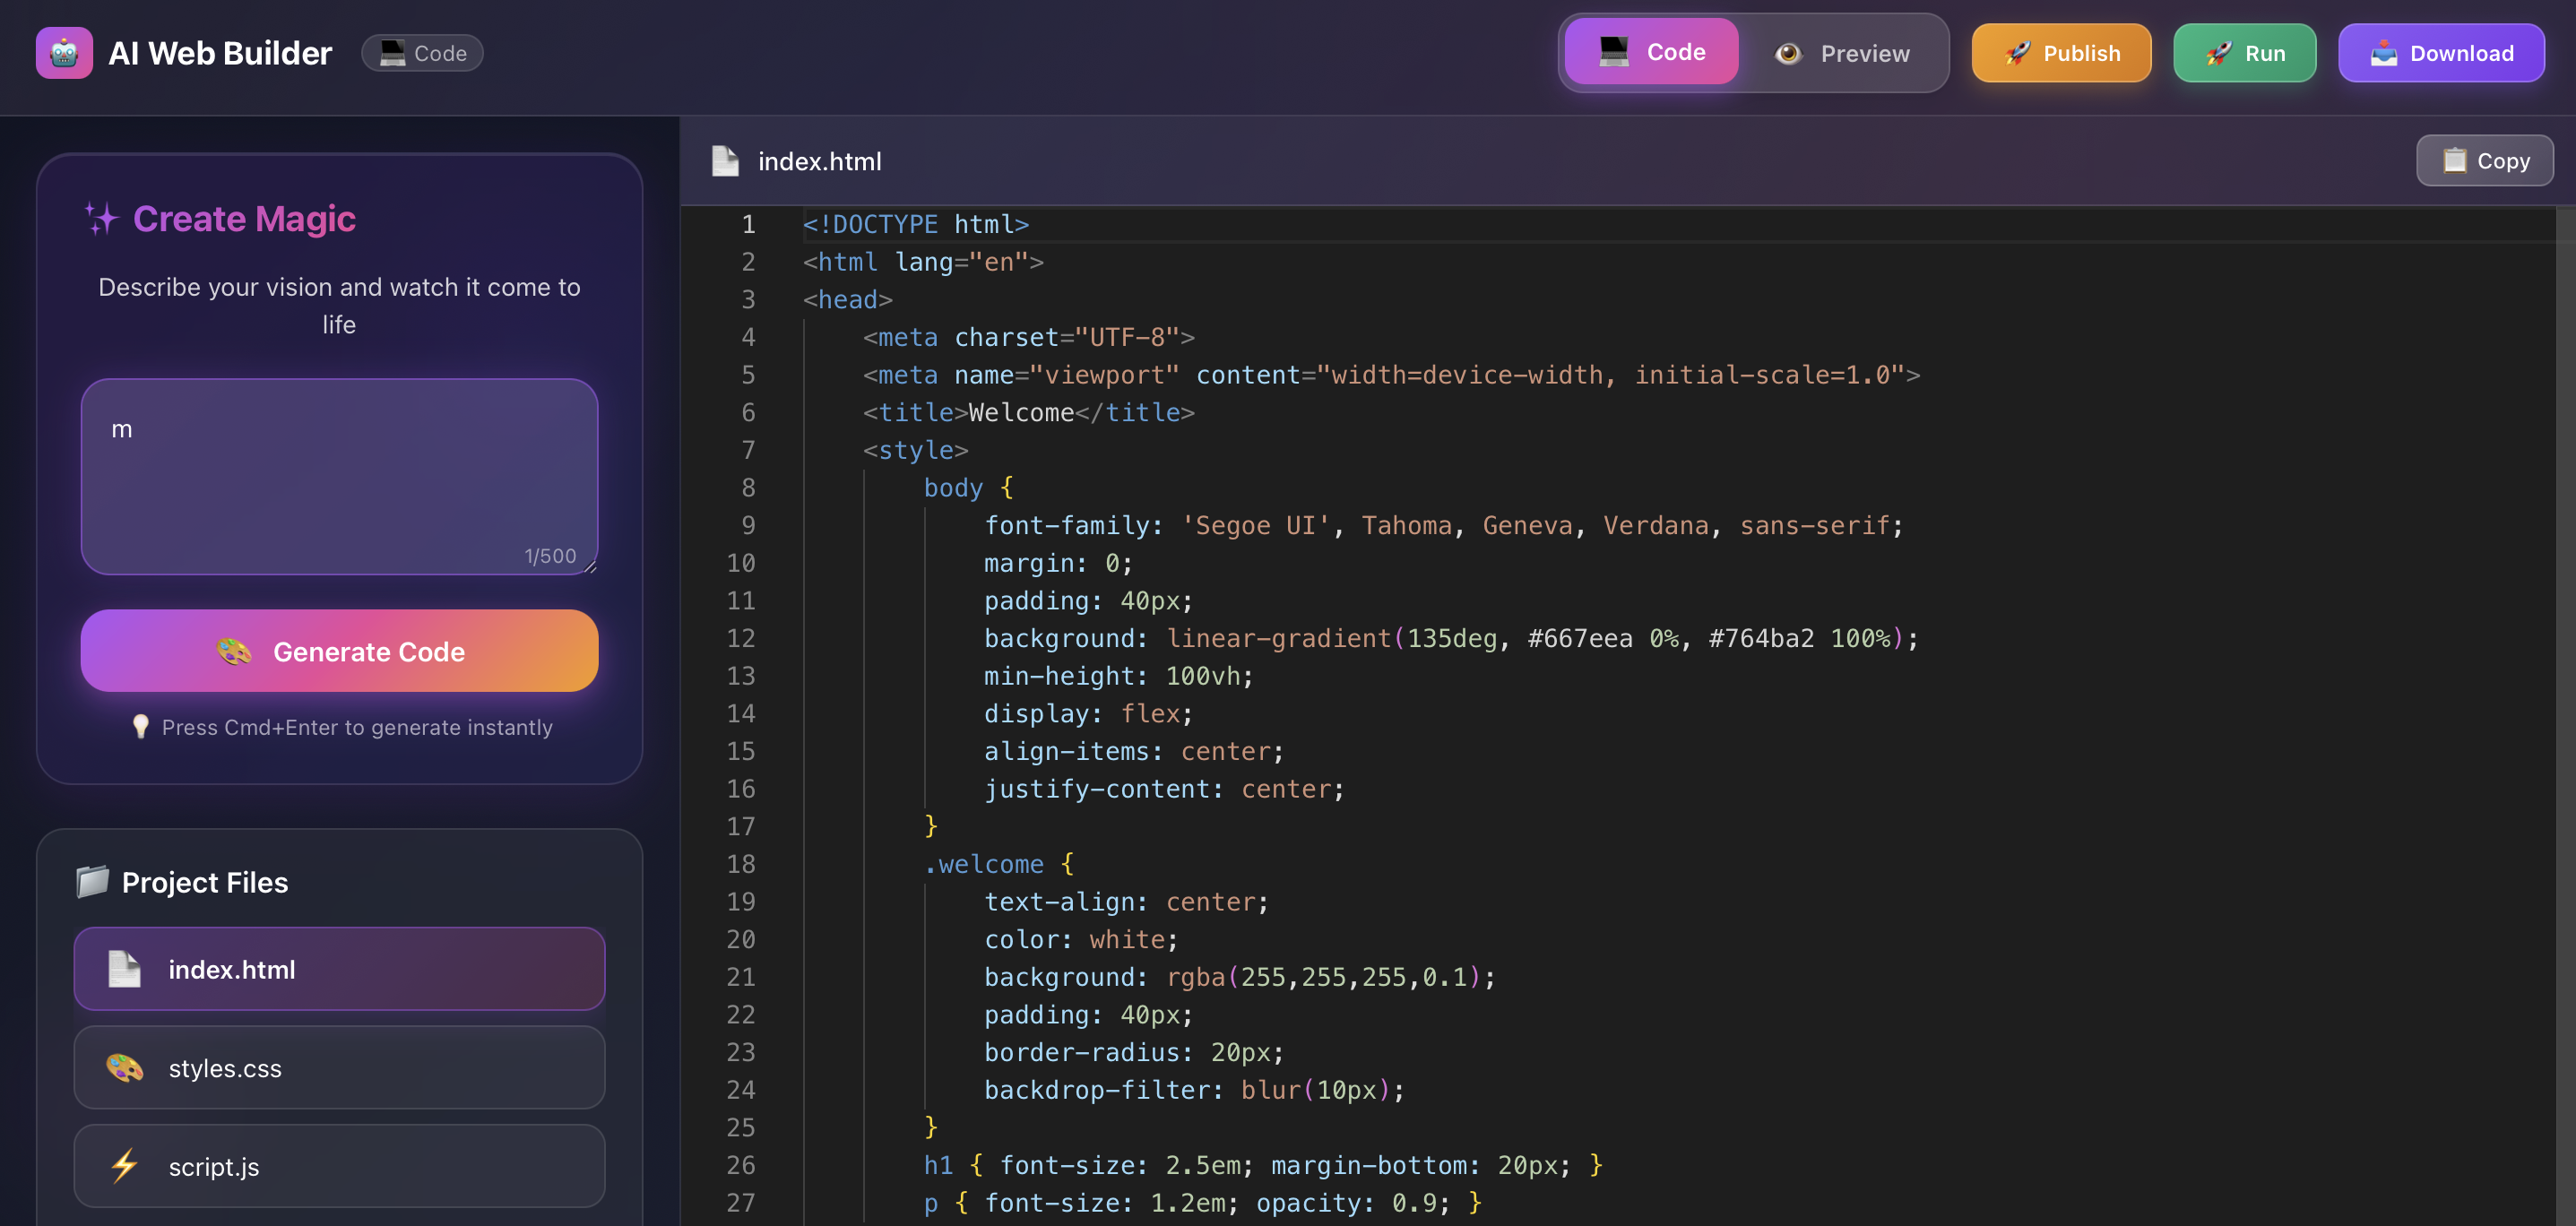 AI Web Builder
Code
Code
Preview
Publish
Run
Download
Create Magic
Describe your vision and watch it come to
life
m
1/500
Generate Code
Press Cmd+Enter to generate instantly
Project Files
index.html
styles.css
script.js
index.html
Copy
1 <!DOCTYPE html>
2 <html lang="en">
3 <head>
4 <meta charset="UTF-8">
5 <meta name="viewport" content="width=device-width, initial-scale=1.0">
6 <title>Welcome</title>
7 <style>
8 body {
9 font-family: 'Segoe UI', Tahoma, Geneva, Verdana, sans-serif;
10 margin: 0;
11 padding: 40px;
12 background: linear-gradient(135deg, #667eea 0%, #764ba2 100%);
13 min-height: 100vh;
14 display: flex;
15 align-items: center;
16 justify-content: center;
17 }
18 .welcome {
19 text-align: center;
20 color: white;
21 background: rgba(255,255,255,0.1);
22 padding: 40px;
23 border-radius: 20px;
24 backdrop-filter: blur(10px);
25 }
26 h1 { font-size: 2.5em; margin-bottom: 20px; }
27 p { font-size: 1.2em; opacity: 0.9; }